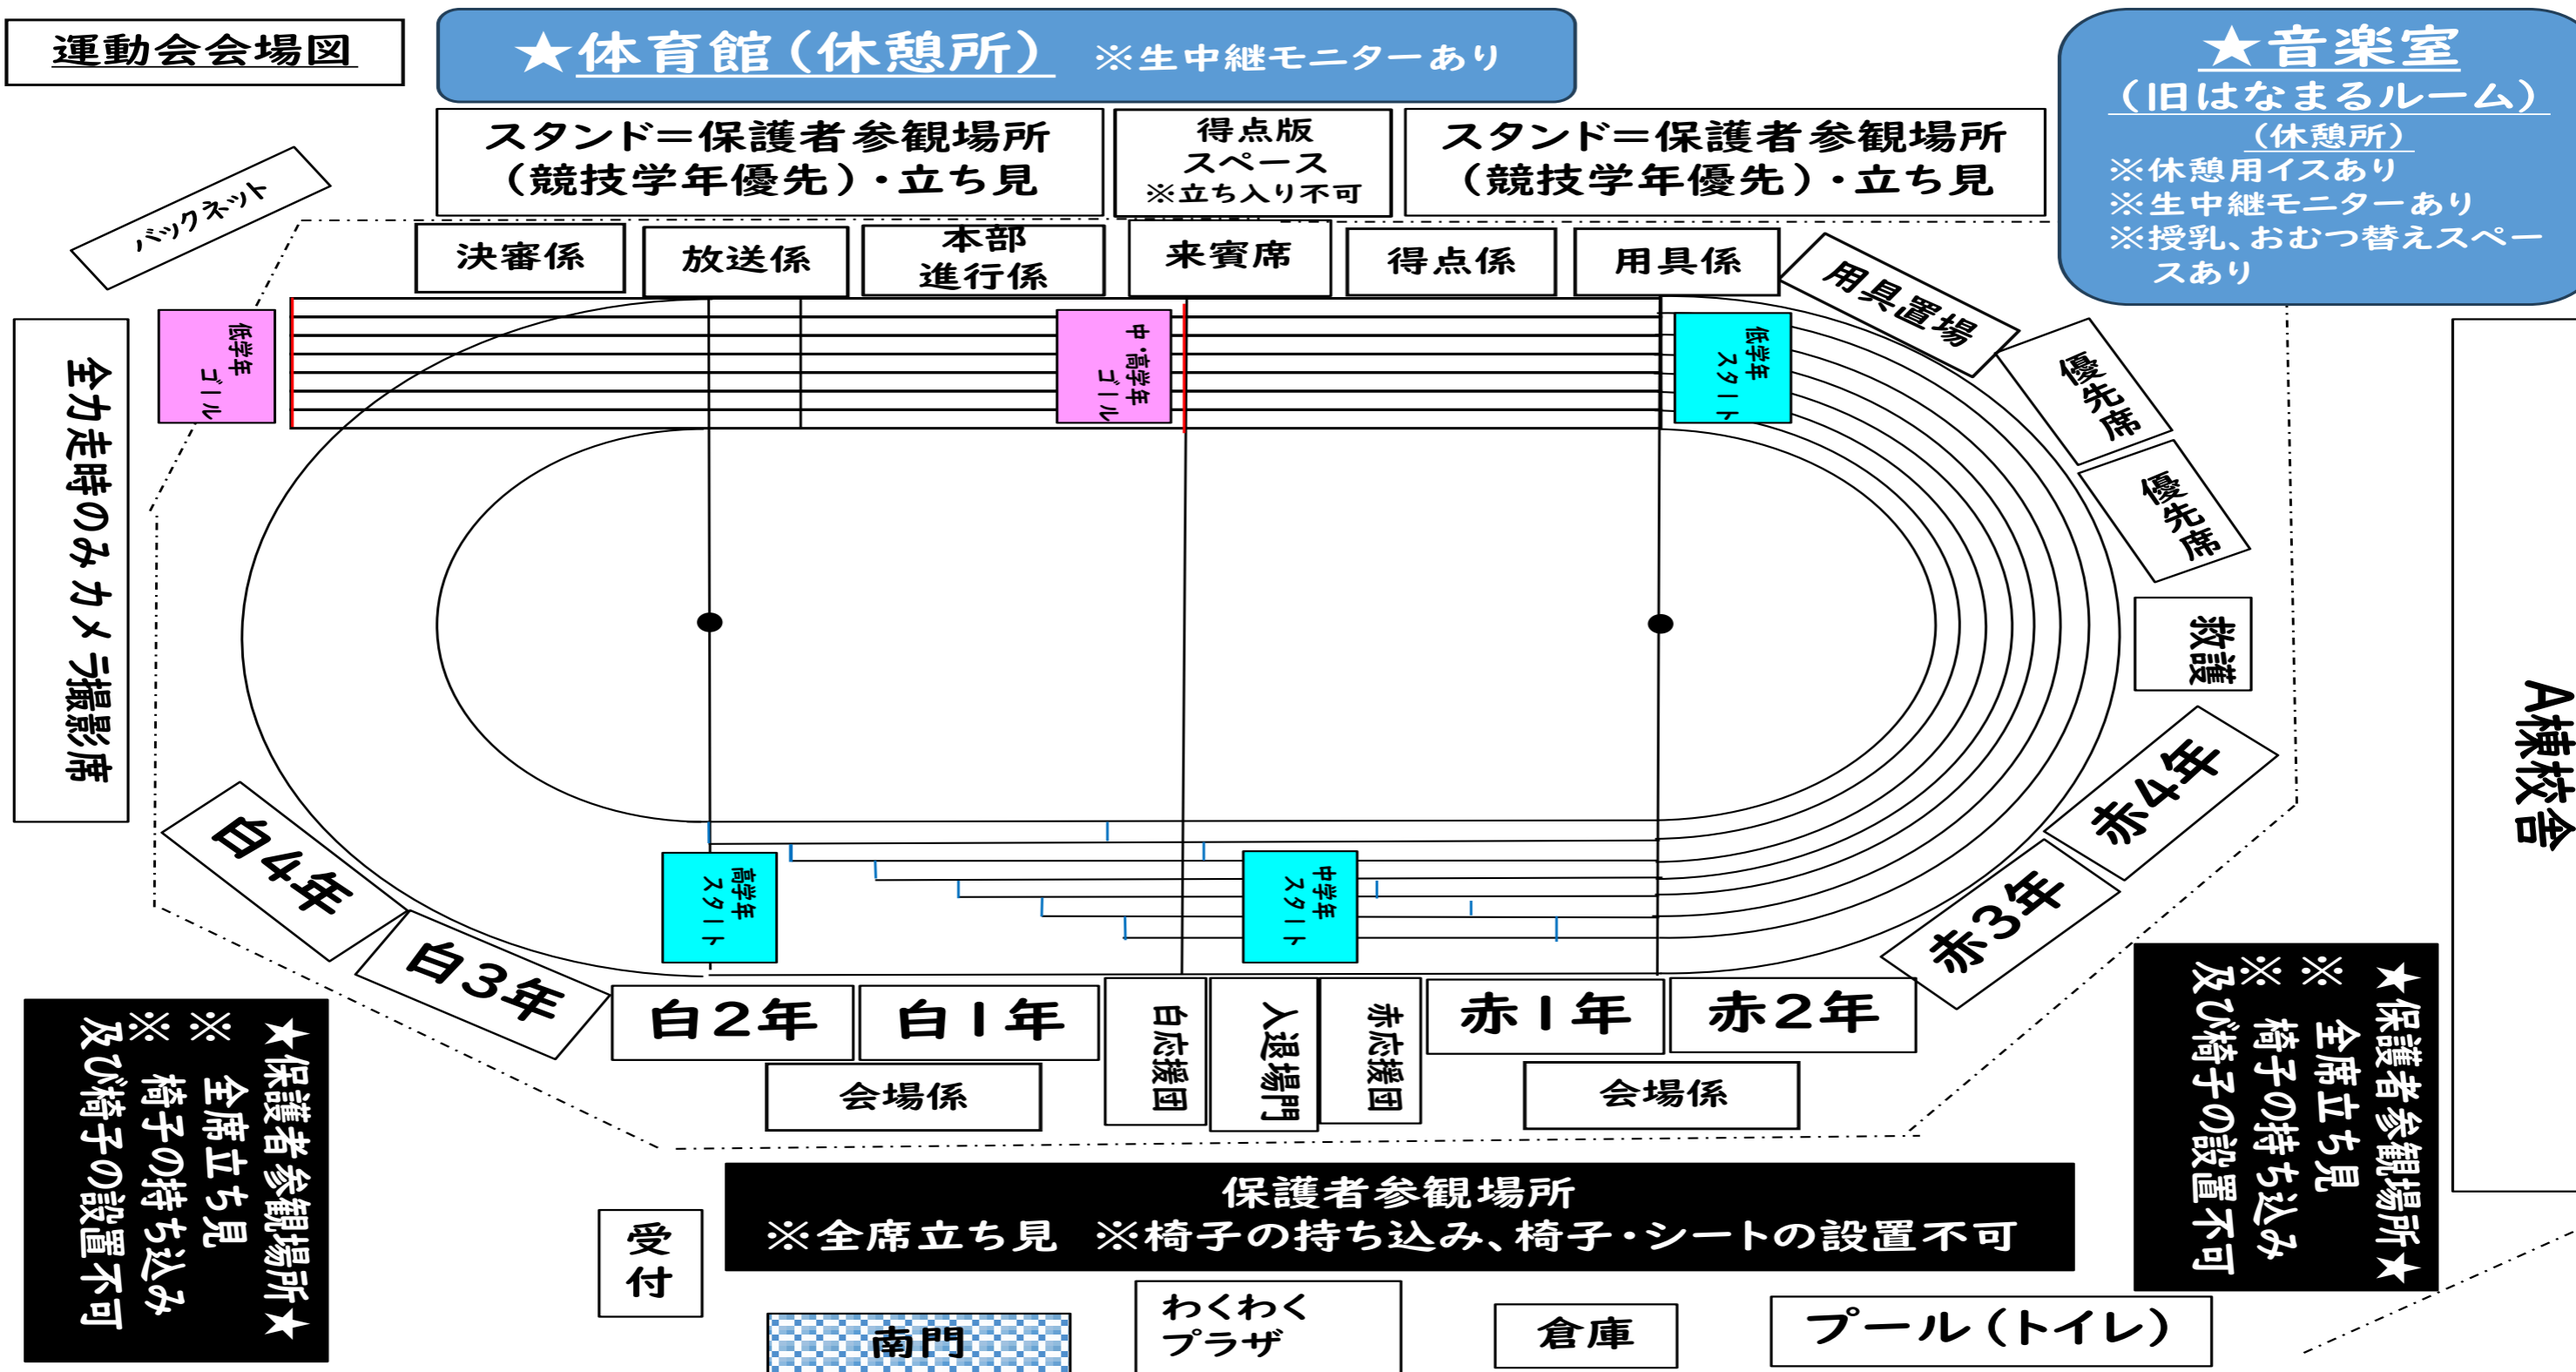 運動会会場図
★体育館（休憩所） ※生中継モニターあり
★音楽室
（旧はなまるルーム）
（休憩所）
※休憩用イスあり
※生中継モニターあり
※授乳、おむつ替えスペー
スあり
スタンド＝保護者参観場所
（競技学年優先）・立ち見
得点版
スペース
※立ち入り不可
スタンド＝保護者参観場所
（競技学年優先）・立ち見
バックネット
決審係
放送係
本部
進行係
来賓席
得点係
用具係
用具置場
優先席
優先席
救護
A棟校舎
全力走時のみカメラ撮影席
低学年
ゴール
中・高学年
ゴール
低学年
スタート
高学年
スタート
中学年
スタート
白4年
白3年
白2年
白1年
白応援団
入退場門
赤応援団
赤1年
赤2年
赤3年
赤4年
会場係
会場係
★保護者参観場所★
※　全席立ち見
※　椅子の持ち込み
及び椅子の設置不可
★保護者参観場所★
※　全席立ち見
※　椅子の持ち込み
及び椅子の設置不可
保護者参観場所
※全席立ち見 ※椅子の持ち込み、椅子・シートの設置不可
受
付
南門
わくわく
プラザ
倉庫
プール（トイレ）